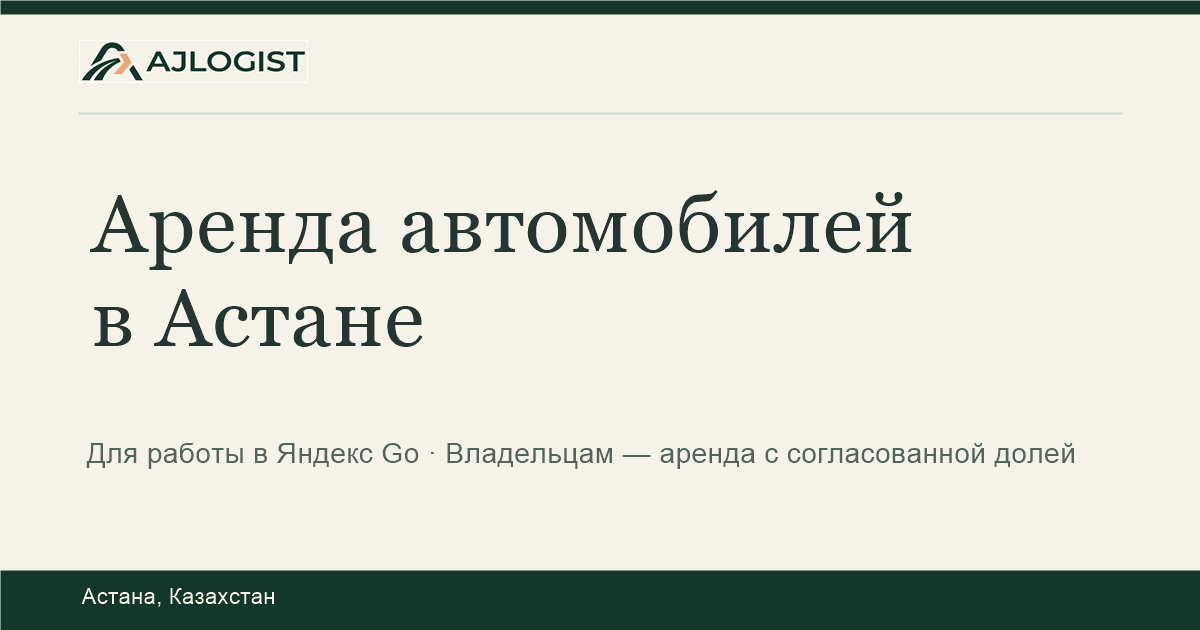 AJLOGIST
Аренда автомобилей
в Астане
Для работы в Яндекс Go · Владельцам — аренда с согласованной долей
Астана, Казахстан